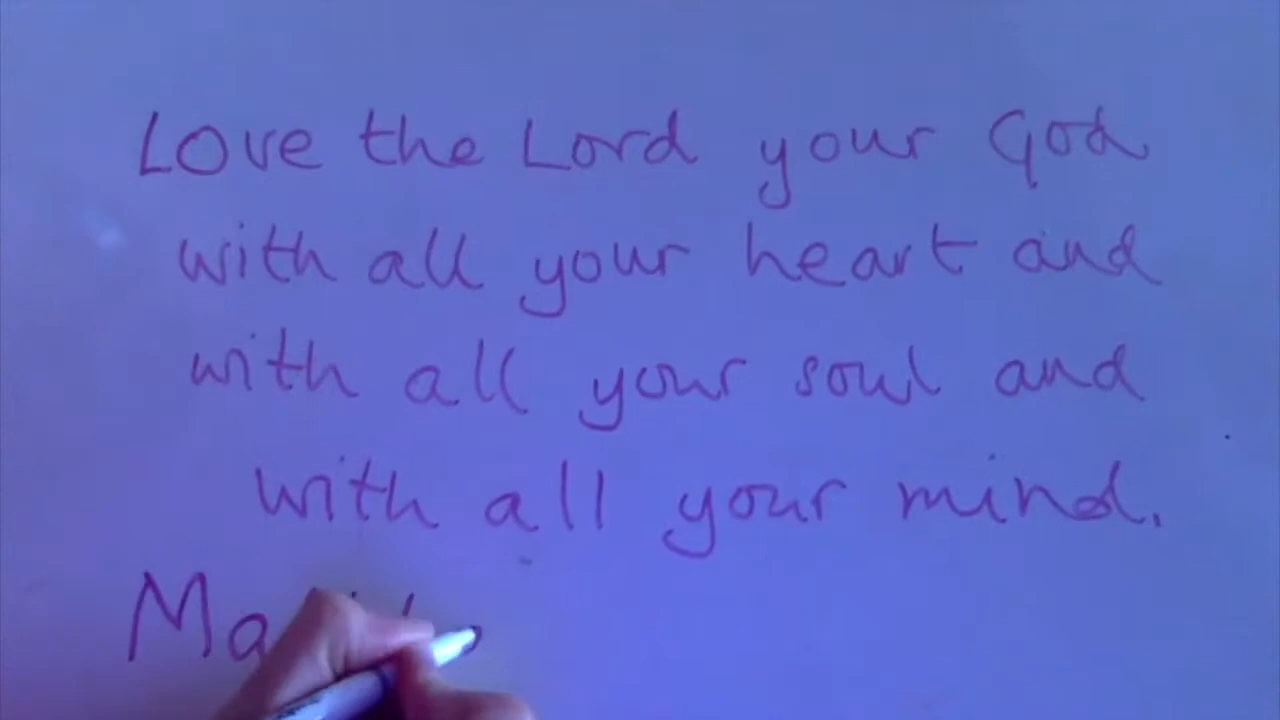 Love the Lord your God
with all your heart and
with all your soul and
with all your mind.